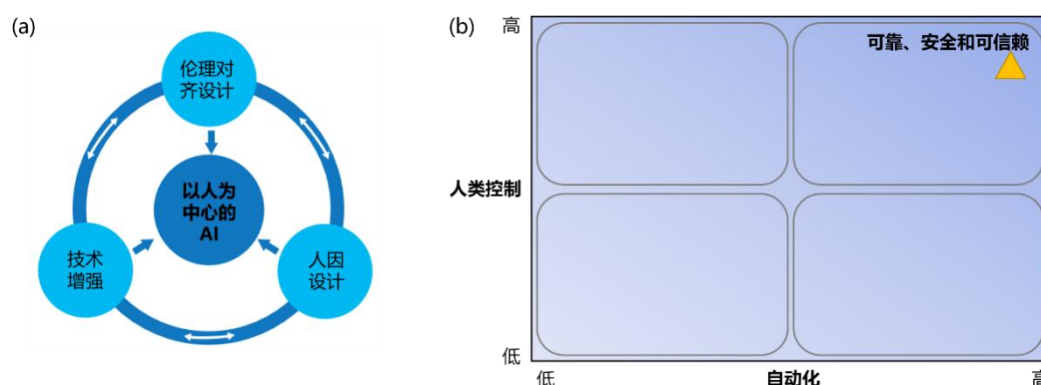 (a)
伦理对
齐设计
以人为
中心的
AI
技术
增强
人因
设计
(b)
高
可靠、安全和可信赖
人类控制
低
低
自动化
高